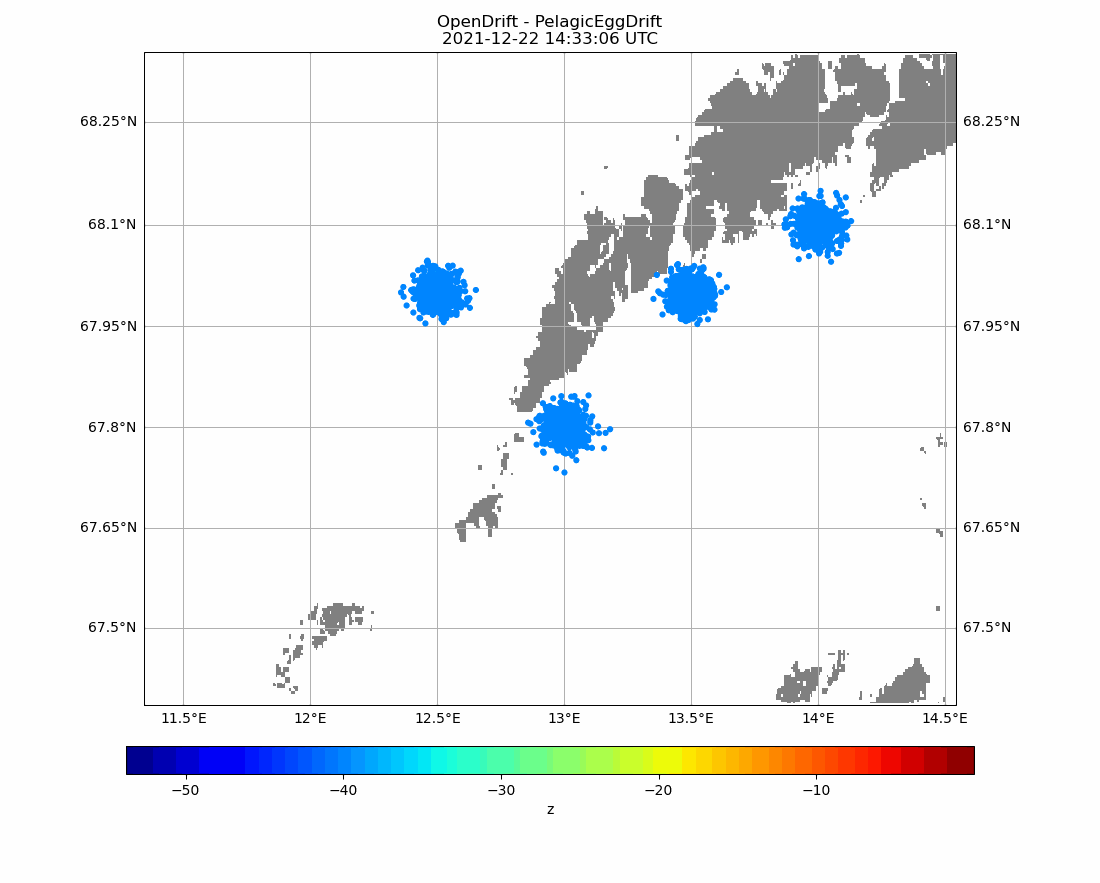 OpenDrift - PelagicEggDrift
2021-12-22 14:33:06 UTC
68.25°N 68.25°N
68.1°N 68.1°N
67.95°N 67.95°N
67.8°N 67.8°N
67.65°N 67.65°N
67.5°N 67.5°N
11.5°E 12°E 12.5°E 13°E 13.5°E 14°E 14.5°E
−50 −40 −30 −20 −10
z